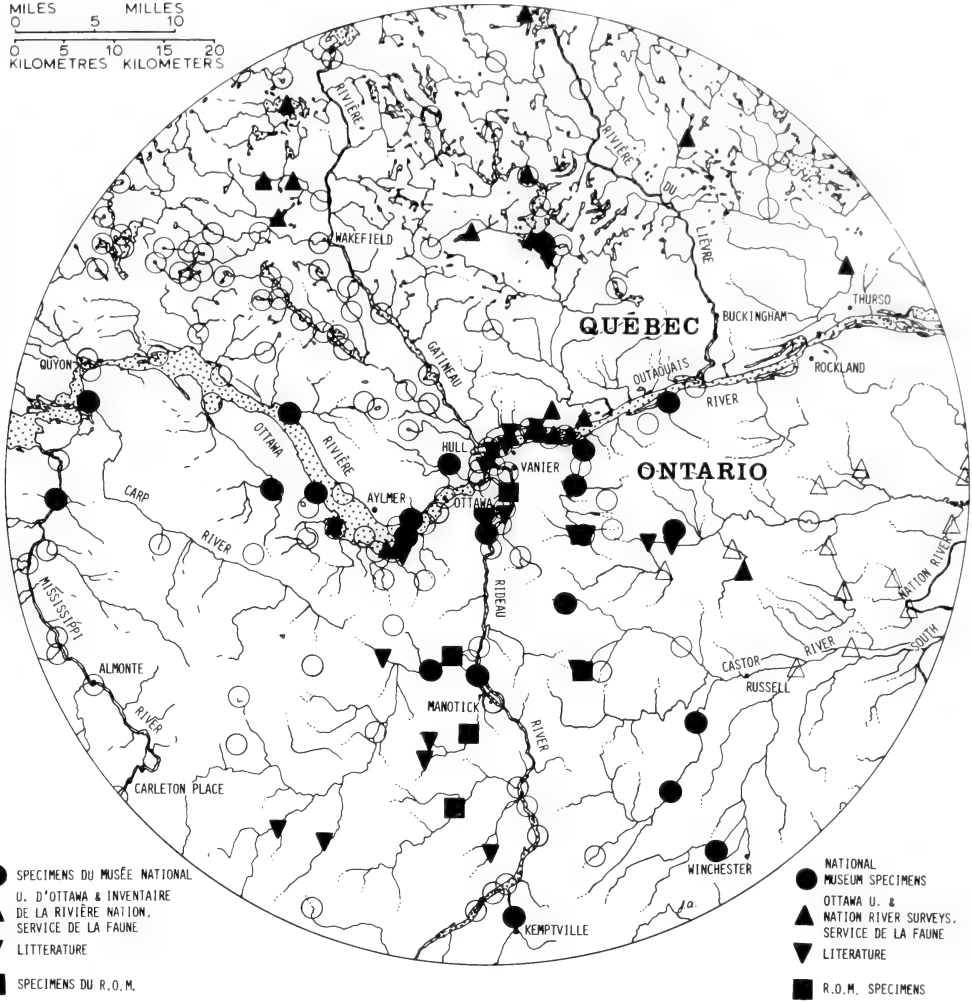 MILES MILLES
0 5 10
0 5 10 15 20
KILOMETRES KILOMETERS
RIVIÈRE
RIVIÈRE
DU
LIÈVRE
WAKEFIELD
THURSO
QUÉBEC
BUCKINGHAM
GATINEAU
QUYON
OUTAOUAIS
ROCKLAND
RIVER
OTTAWA
RIVIÈRE
HULL
VANIER
ONTARIO
CARP
AYLMER
OTTAWA
RIVER
NATION RIVER
MISSISSIPPI
RIDEAU
SOUTH
RIVER
CASTOR
ALMONTE
RUSSELL
MANOTICK
RIVER
RIVER
CARLETON PLACE
WINCHESTER
KEMPTVILLE
j.a.
SPECIMENS DU MUSÉE NATIONAL
U. D'OTTAWA & INVENTAIRE
DE LA RIVIÈRE NATION,
SERVICE DE LA FAUNE
LITTERATURE
SPECIMENS DU R.O.M.
NATIONAL
MUSEUM SPECIMENS
OTTAWA U. &
NATION RIVER SURVEYS,
SERVICE DE LA FAUNE
LITERATURE
R.O.M. SPECIMENS